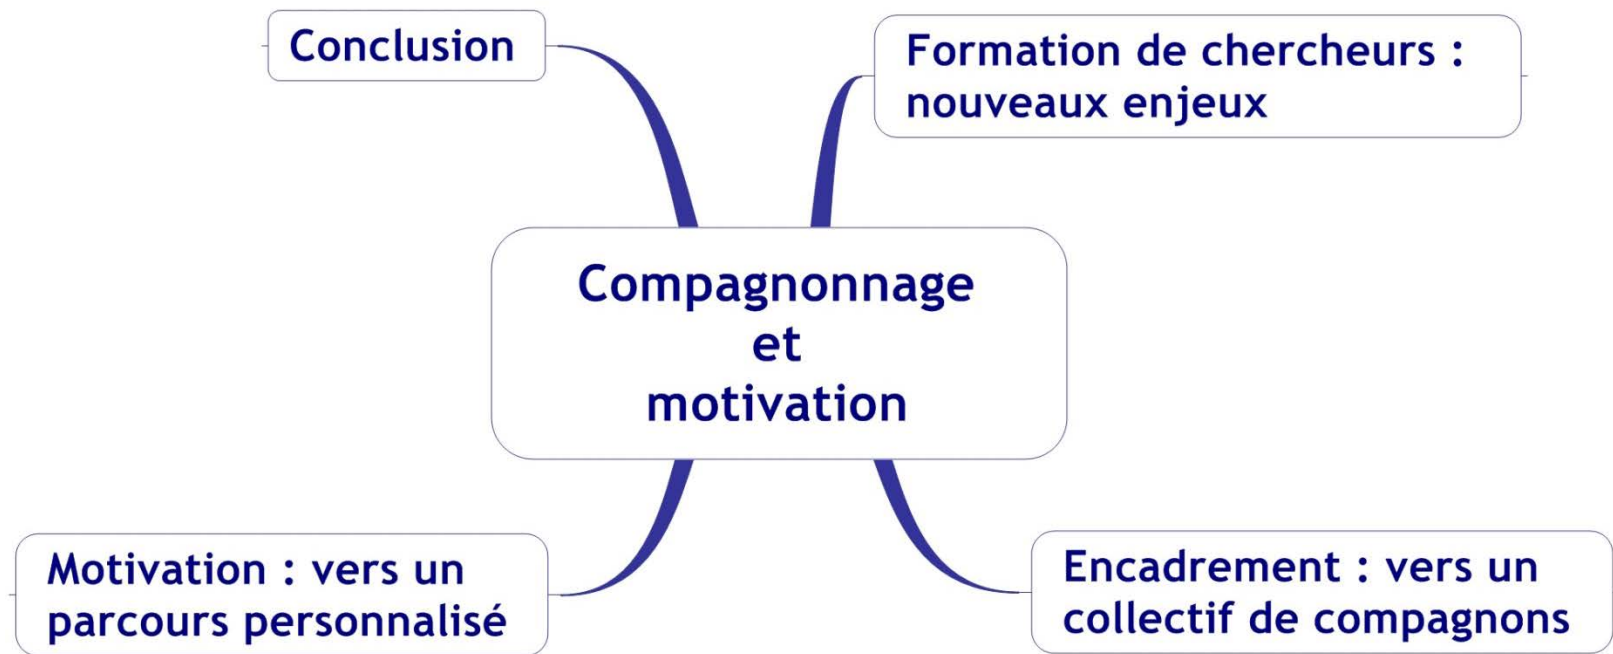 Conclusion
Formation de chercheurs :
nouveaux enjeux
Compagnonnage
et
motivation
Motivation : vers un
parcours personnalisé
Encadrement : vers un
collectif de compagnons